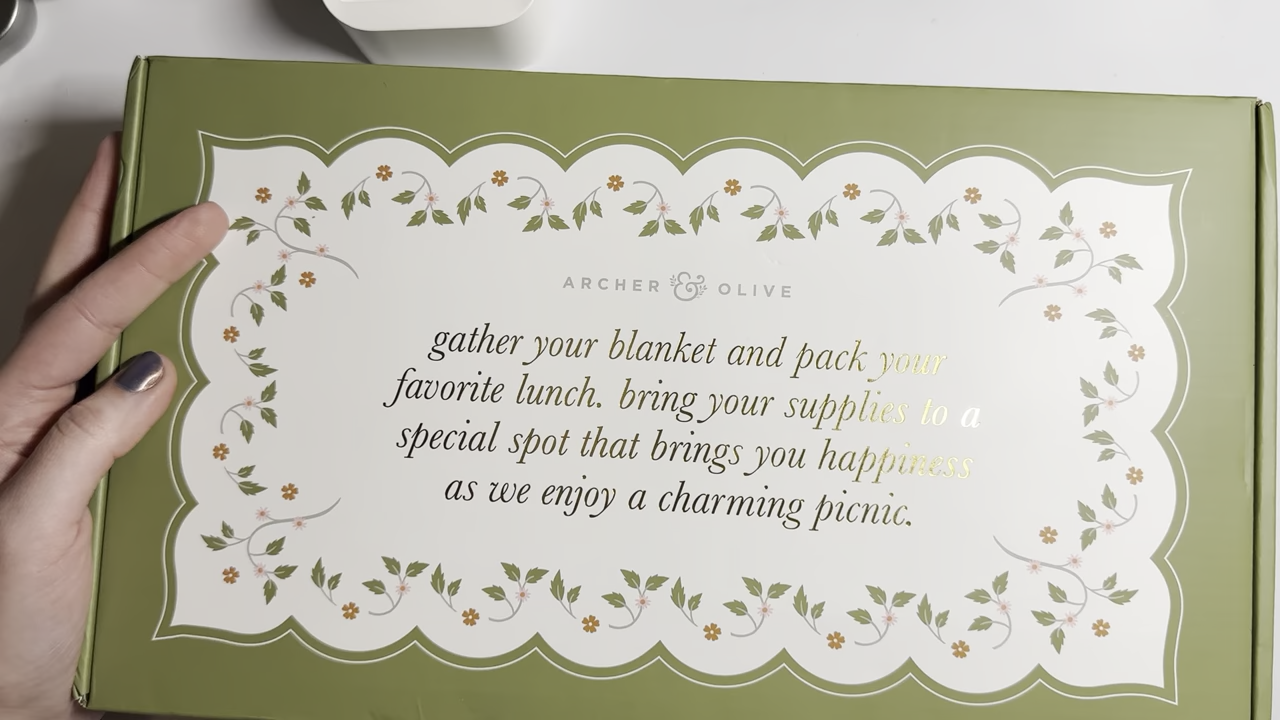 ARCHER & OLIVE
gather your blanket and pack your
favorite lunch. bring your supplies to a
special spot that brings you happiness
as we enjoy a charming picnic.